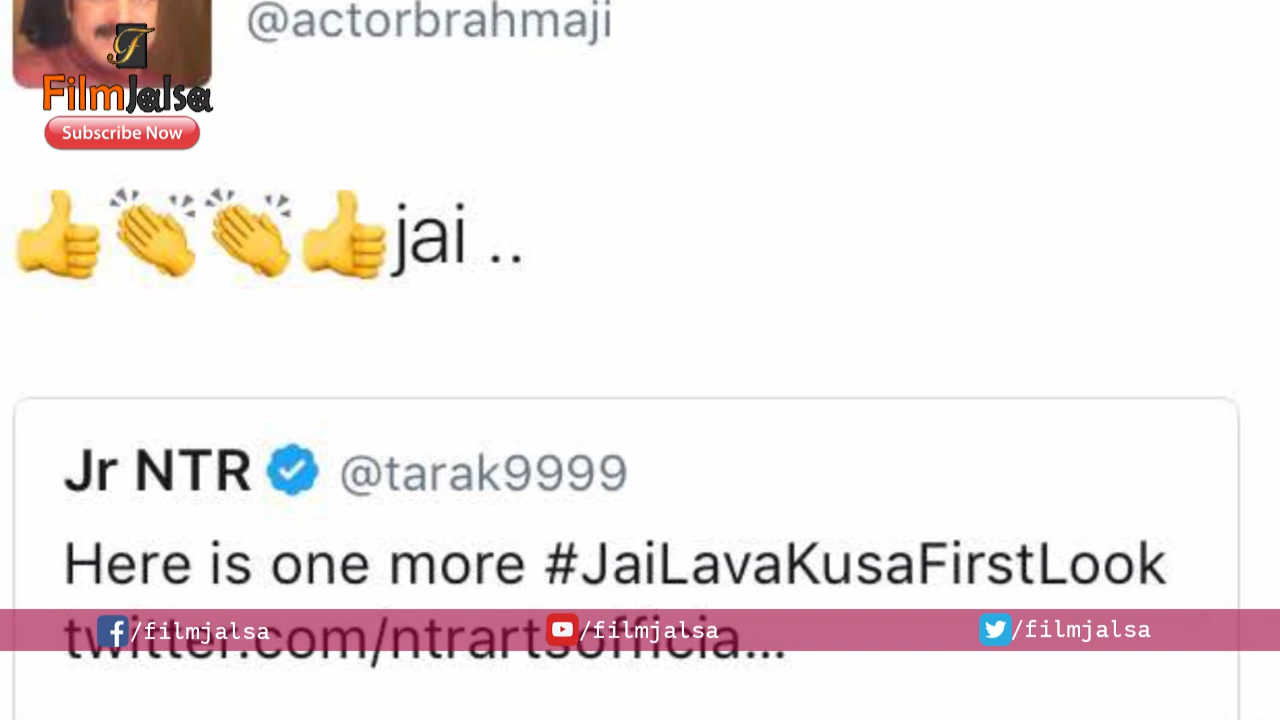 @actorbrahmaji
FilmJalsa
Subscribe Now
👍👏👏👍jai ..
Jr NTR @tarak9999
Here is one more #JaiLavaKusaFirstLook
twitter.com/ntrartsofficia...
/filmjalsa /filmjalsa /filmjalsa